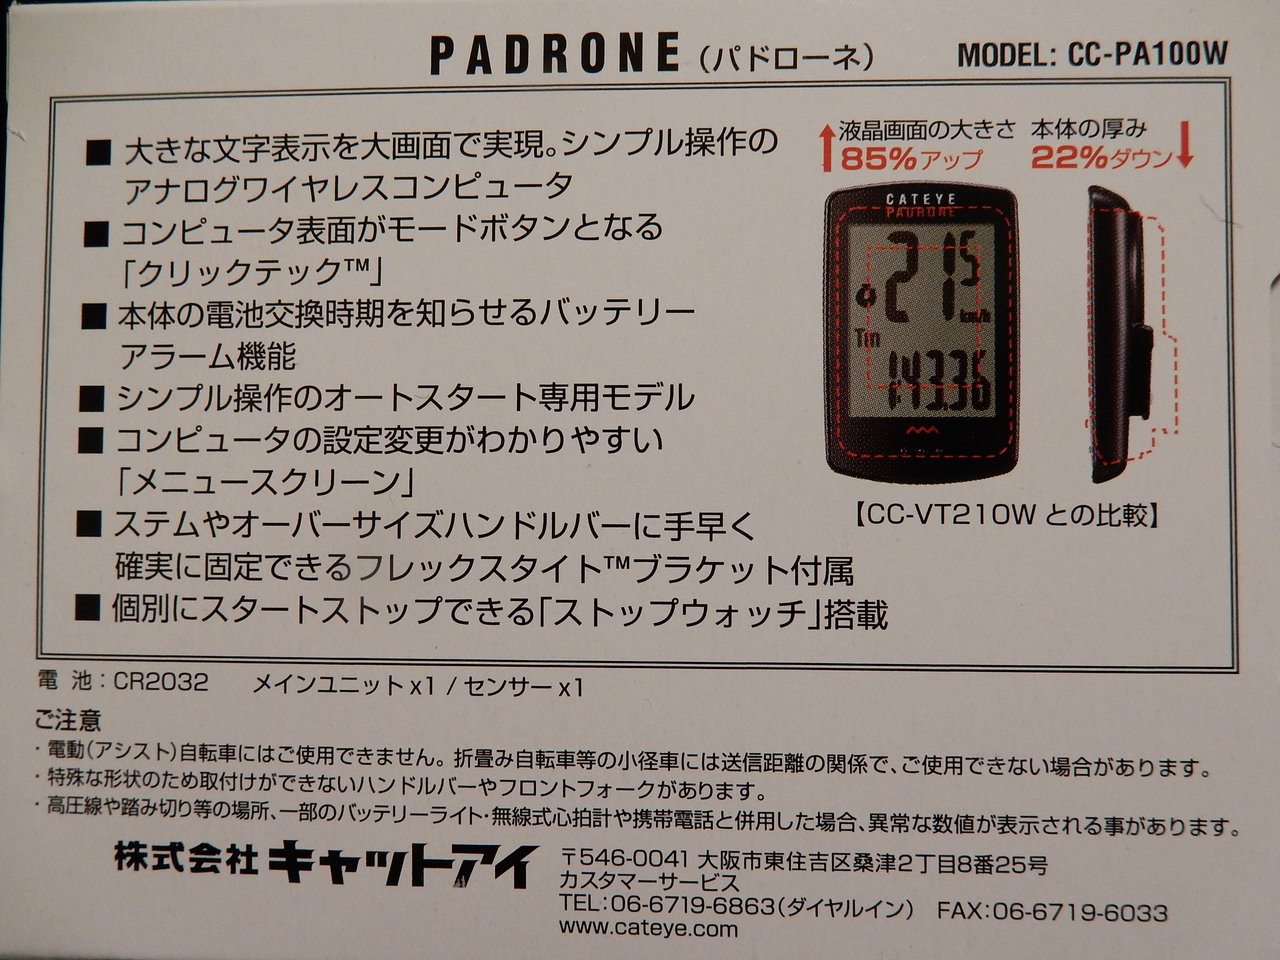 PADRONE（パドローネ） MODEL: CC-PA100W
■ 大きな文字表示を大画面で実現。シンプル操作の
アナログワイヤレスコンピュータ
■ コンピュータ表面がモードボタンとなる
「クリックテック™」
■ 本体の電池交換時期を知らせるバッテリー
アラーム機能
■ シンプル操作のオートスタート専用モデル
■ コンピュータの設定変更がわかりやすい
「メニュースクリーン」
■ ステムやオーバーサイズハンドルバーに手早く
確実に固定できるフレックスタイト™ブラケット付属
■ 個別にスタートストップできる「ストップウォッチ」搭載
液晶画面の大きさ
85%アップ
本体の厚み
22%ダウン
CATEYE
PADRONE
21.5
km/h
Tm
1:43.36
【CC-VT210W との比較】
電 池：CR2032 メインユニット x1 / センサー x1
ご注意
・電動（アシスト）自転車にはご使用できません。折畳み自転車等の小径車には送信距離の関係で、ご使用できない場合があります。
・特殊な形状のため取付けができないハンドルバーやフロントフォークがあります。
・高圧線や踏み切り等の場所、一部のバッテリーライト・無線式心拍計や携帯電話と併用した場合、異常な数値が表示される事があります。
株式会社キャットアイ
〒546-0041 大阪市東住吉区桑津2丁目8番25号
カスタマーサービス
TEL：06-6719-6863（ダイヤルイン） FAX：06-6719-6033
www.cateye.com